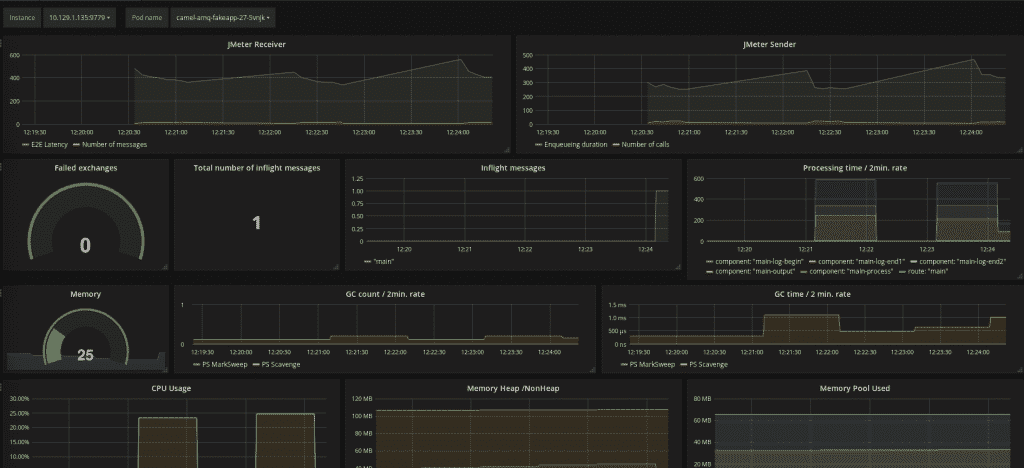 Instance 10.129.1.135:9779 Pod name camel-amq-fakeapp-27-5vnjk
JMeter Receiver
600
400
200
0
12:19:30 12:20:00 12:20:30 12:21:00 12:21:30 12:22:00 12:22:30 12:23:00 12:23:30 12:24:00
E2E Latency Number of messages
JMeter Sender
500
400
300
200
100
0
12:19:30 12:20:00 12:20:30 12:21:00 12:21:30 12:22:00 12:22:30 12:23:00 12:23:30 12:24:00
Enqueueing duration Number of calls
Failed exchanges
0
Total number of inflight messages
1
Inflight messages
1.25
1.00
0.75
0.50
0.25
0
12:20 12:21 12:22 12:23 12:24
"main"
Processing time / 2min. rate
600
400
200
0
12:20 12:21 12:22 12:23 12:24
component: "main-log-begin" component: "main-log-end1" component: "main-log-end2"
component: "main-output" component: "main-process" route: "main"
Memory
25
GC count / 2min. rate
1
0
12:19:30 12:20:00 12:20:30 12:21:00 12:21:30 12:22:00 12:22:30 12:23:00 12:23:30 12:24:00
PS MarkSweep PS Scavenge
GC time / 2 min. rate
1.5 ms
1.0 ms
500 µs
0 ns
12:19:30 12:20:00 12:20:30 12:21:00 12:21:30 12:22:00 12:22:30 12:23:00 12:23:30 12:24:00
PS MarkSweep PS Scavenge
CPU Usage
30.00%
25.00%
20.00%
15.00%
10.00%
Memory Heap /NonHeap
120 MB
100 MB
80 MB
60 MB
40 MB
Memory Pool Used
80 MB
60 MB
40 MB
20 MB